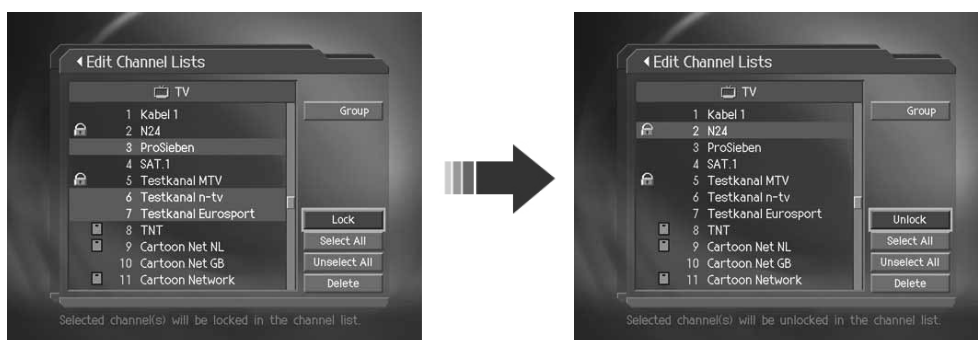 Edit Channel Lists
TV
Group
1 Kabel 1
2 N24
3 ProSieben
4 SAT.1
5 Testkanal MTV
6 Testkanal n-tv
7 Testkanal Eurosport
8 TNT
9 Cartoon Net NL
10 Cartoon Net GB
11 Cartoon Network
Lock
Select All
Unselect All
Delete
Selected channel(s) will be locked in the channel list.
Edit Channel Lists
TV
Group
1 Kabel 1
2 N24
3 ProSieben
4 SAT.1
5 Testkanal MTV
6 Testkanal n-tv
7 Testkanal Eurosport
8 TNT
9 Cartoon Net NL
10 Cartoon Net GB
11 Cartoon Network
Unlock
Select All
Unselect All
Delete
Selected channel(s) will be unlocked in the channel list.